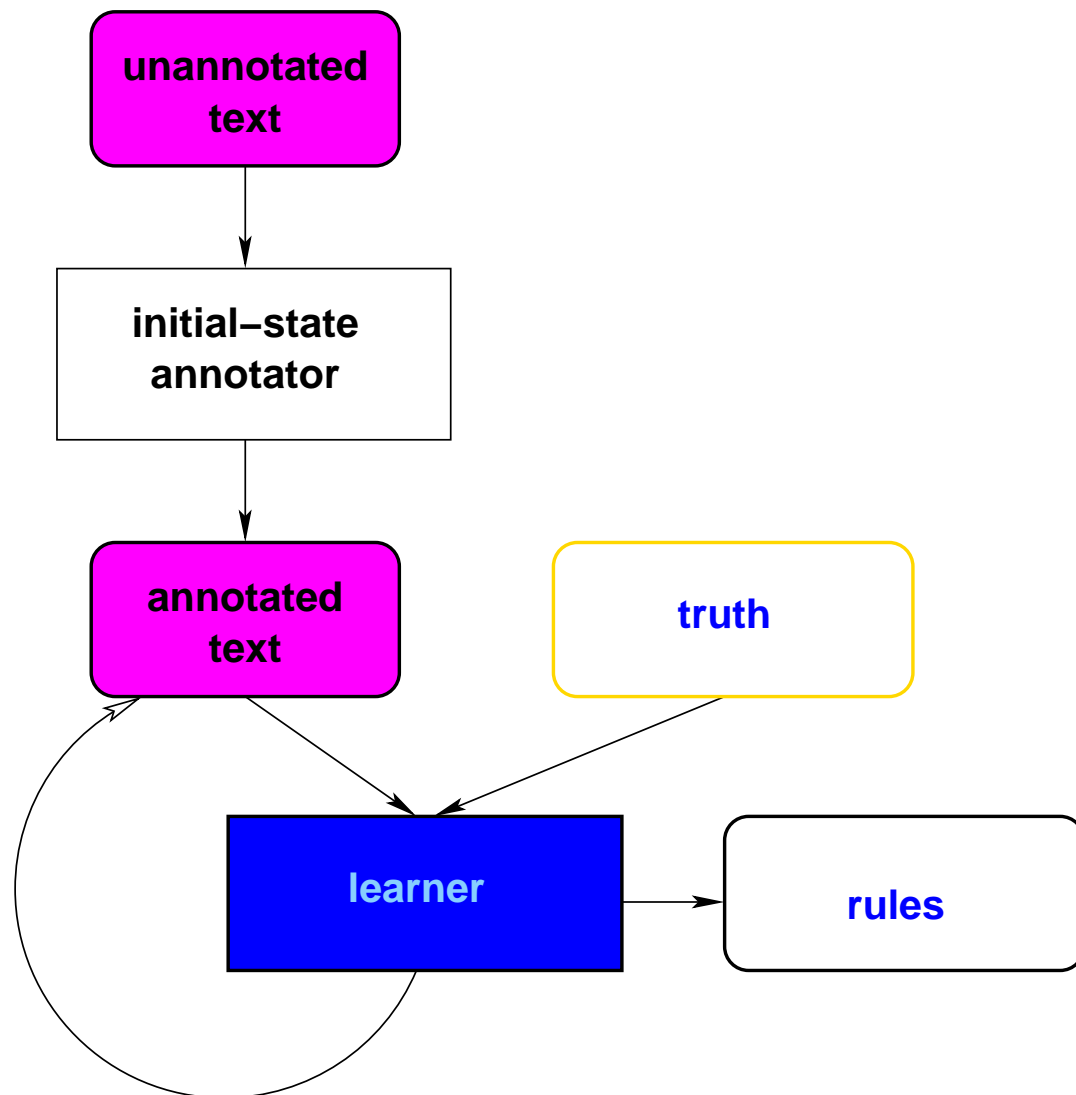 unannotated
text
initial−state
annotator
annotated
text
truth
learner
rules